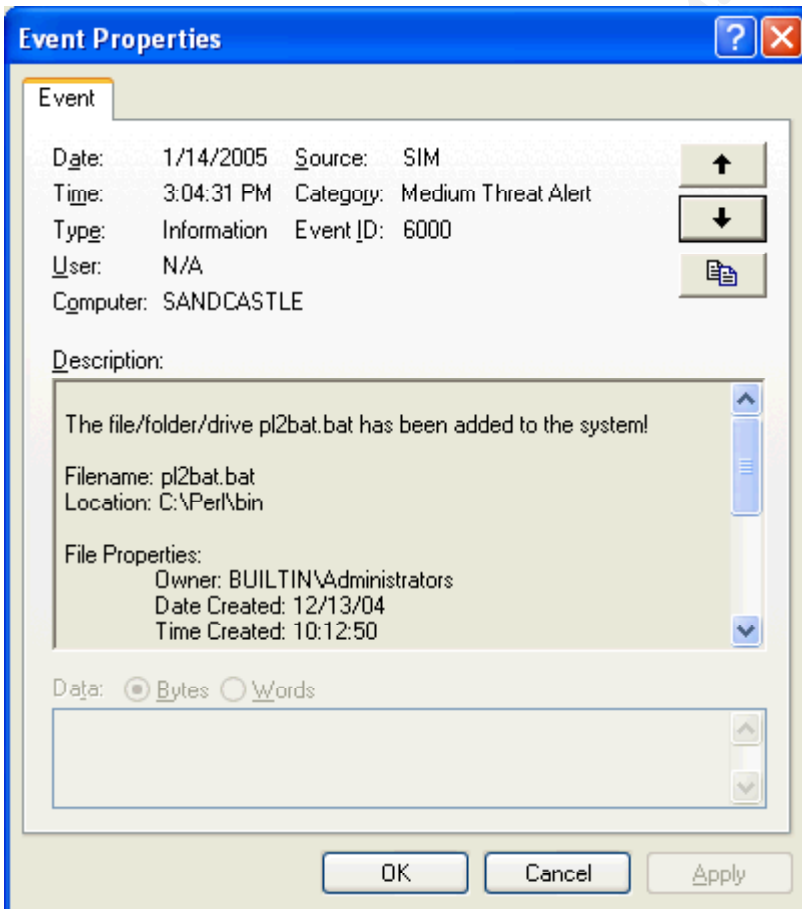 Event Properties
Event
Date: 1/14/2005 Source: SIM
Time: 3:04:31 PM Category: Medium Threat Alert
Type: Information Event ID: 6000
User: N/A
Computer: SANDCASTLE
Description:
The file/folder/drive pl2bat.bat has been added to the system!
Filename: pl2bat.bat
Location: C:\Perl\bin
File Properties:
Owner: BUILTIN\Administrators
Date Created: 12/13/04
Time Created: 10:12:50
Data: Bytes Words
OK Cancel Apply